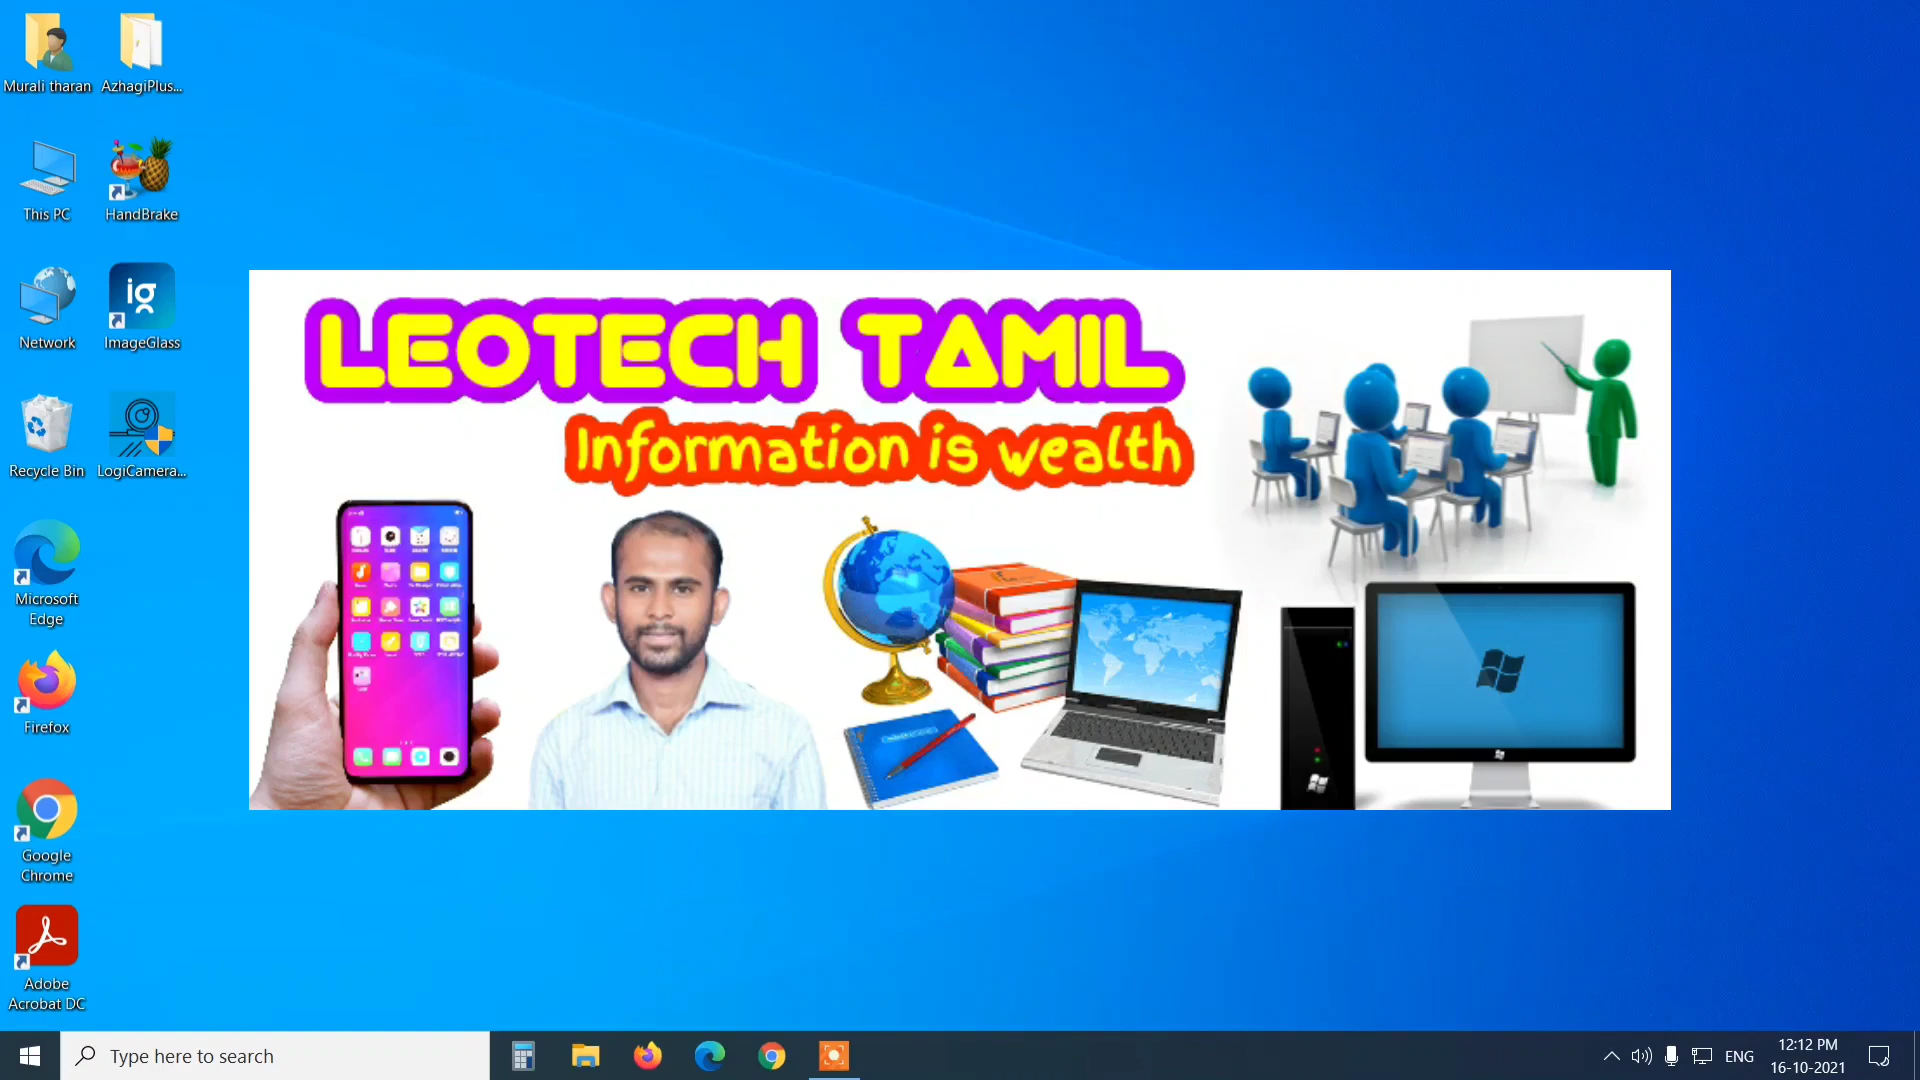 Murali tharan
AzhagiPlus...
This PC
HandBrake
ig
Network
ImageGlass
Recycle Bin
LogiCamera...
Microsoft
Edge
Firefox
Google
Chrome
Adobe
Acrobat DC
LEOTECH TAMIL
Information is wealth
Type here to search
ENG
12:12 PM
16-10-2021